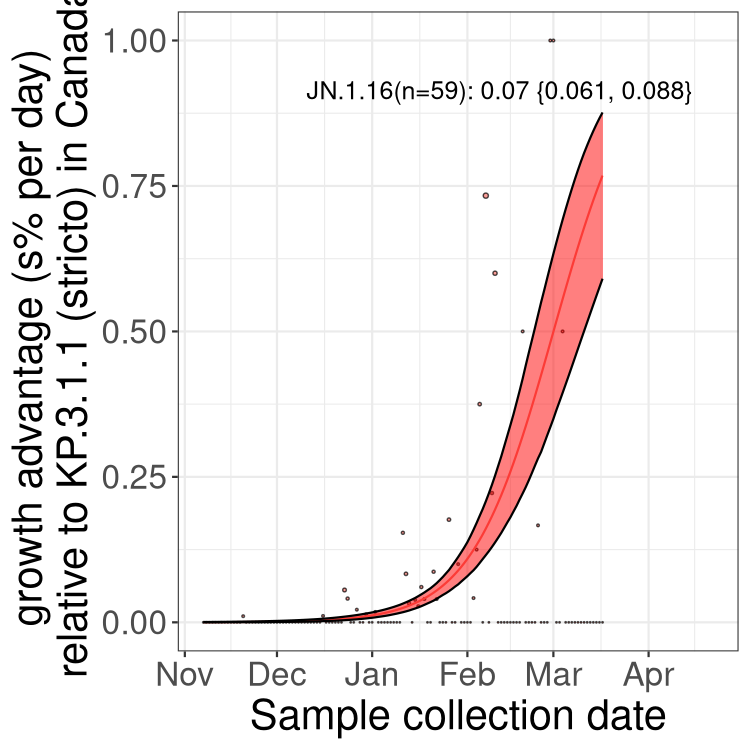 growth advantage (s% per day)
relative to KP.3.1.1 (stricto) in Canada
1.00
0.75
0.50
0.25
0.00
JN.1.16(n=59): 0.07 {0.061, 0.088}
Nov Dec Jan Feb Mar Apr
Sample collection date